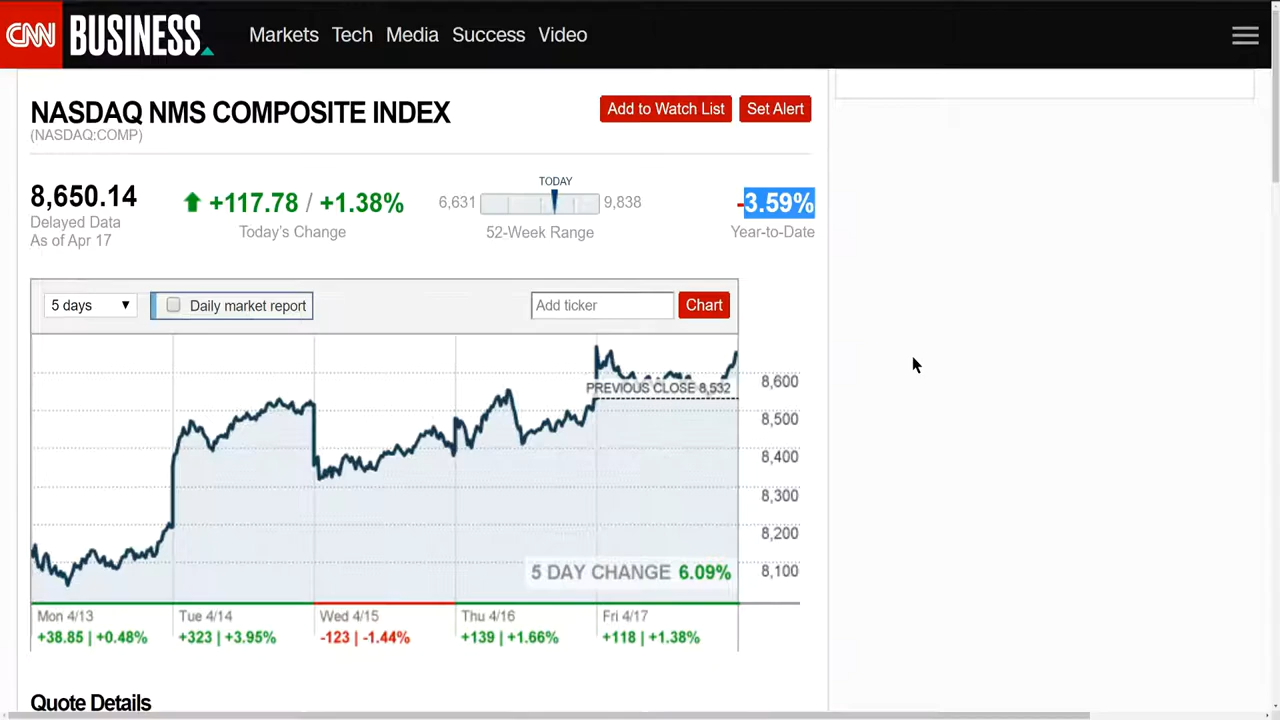 CNN BUSINESS Markets Tech Media Success Video
NASDAQ NMS COMPOSITE INDEX
(NASDAQ:COMP)
Add to Watch List
Set Alert
8,650.14
Delayed Data
As of Apr 17
+117.78 / +1.38%
Today's Change
TODAY
6,631 9,838
52-Week Range
-3.59%
Year-to-Date
5 days
Daily market report
Add ticker
Chart
PREVIOUS CLOSE 8,532
8,600
8,500
8,400
8,300
8,200
8,100
5 DAY CHANGE 6.09%
Mon 4/13 Tue 4/14 Wed 4/15 Thu 4/16 Fri 4/17
+38.85 | +0.48% +323 | +3.95% -123 | -1.44% +139 | +1.66% +118 | +1.38%
Quote Details